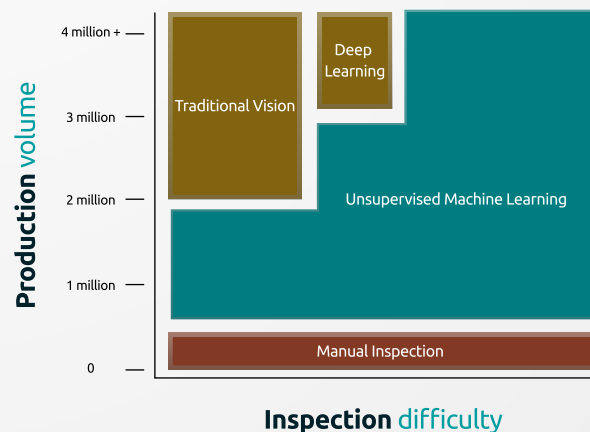 4 million +
Deep
Learning
Traditional Vision
3 million
2 million
Unsupervised Machine Learning
1 million
Manual Inspection
0
Production volume
Inspection difficulty